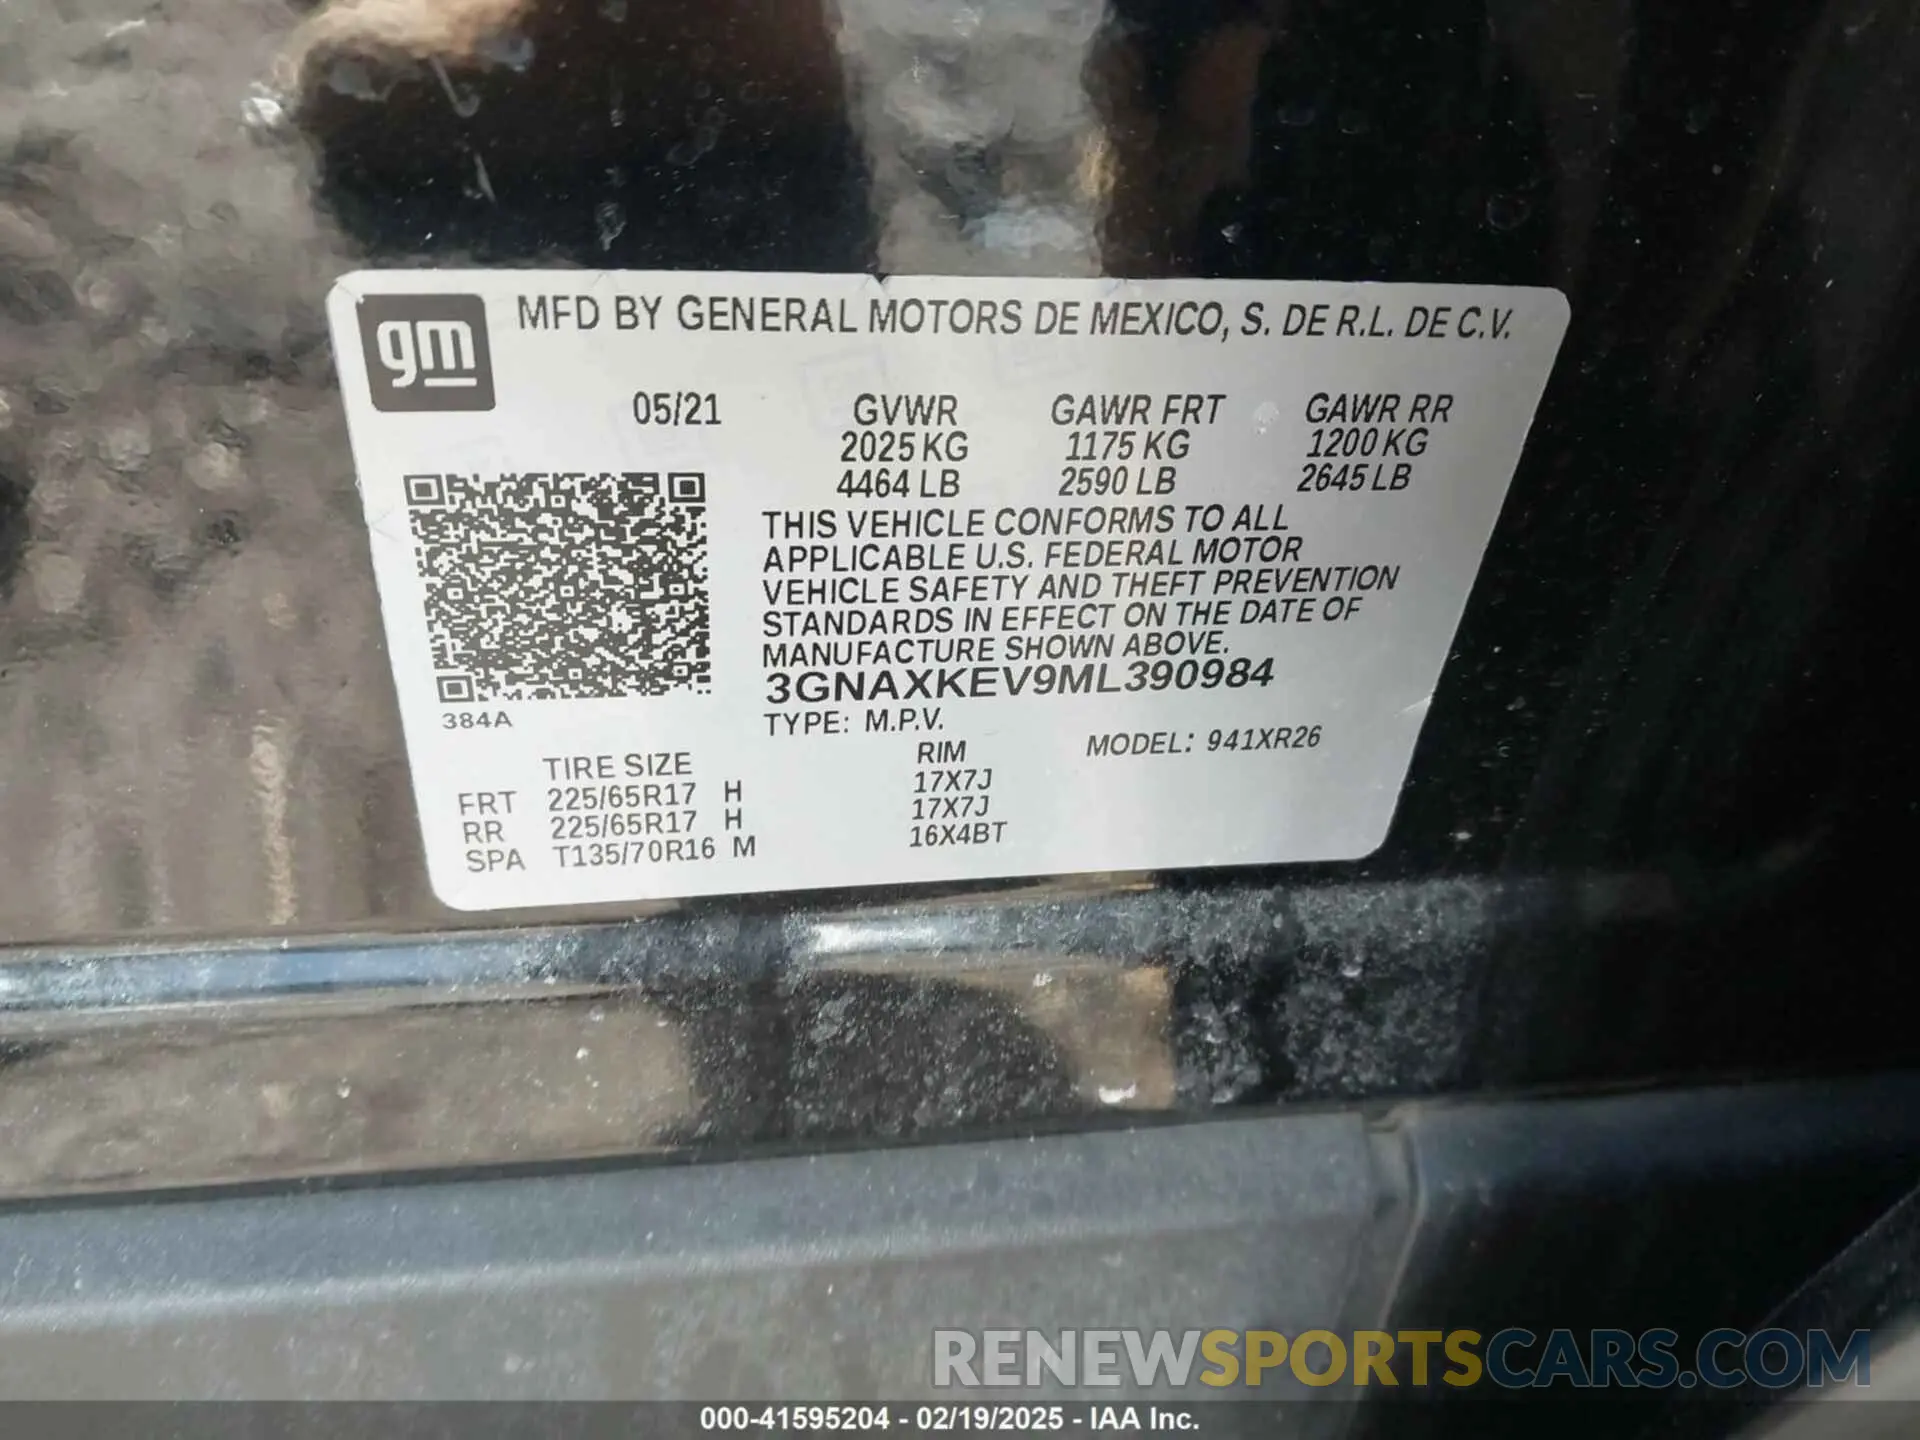 gm
MFD BY GENERAL MOTORS DE MEXICO, S. DE R.L. DE C.V.
05/21 GVWR GAWR FRT GAWR RR
2025 KG 1175 KG 1200 KG
4464 LB 2590 LB 2645 LB
THIS VEHICLE CONFORMS TO ALL
APPLICABLE U.S. FEDERAL MOTOR
VEHICLE SAFETY AND THEFT PREVENTION
STANDARDS IN EFFECT ON THE DATE OF
MANUFACTURE SHOWN ABOVE.
3GNAXKEV9ML390984
384A
TYPE: M.P.V.
TIRE SIZE RIM MODEL: 941XR26
FRT 225/65R17 H 17X7J
RR 225/65R17 H 17X7J
SPA T135/70R16 M 16X4BT
RENEWSPORTSCARS.COM
000-41595204 - 02/19/2025 - IAA Inc.